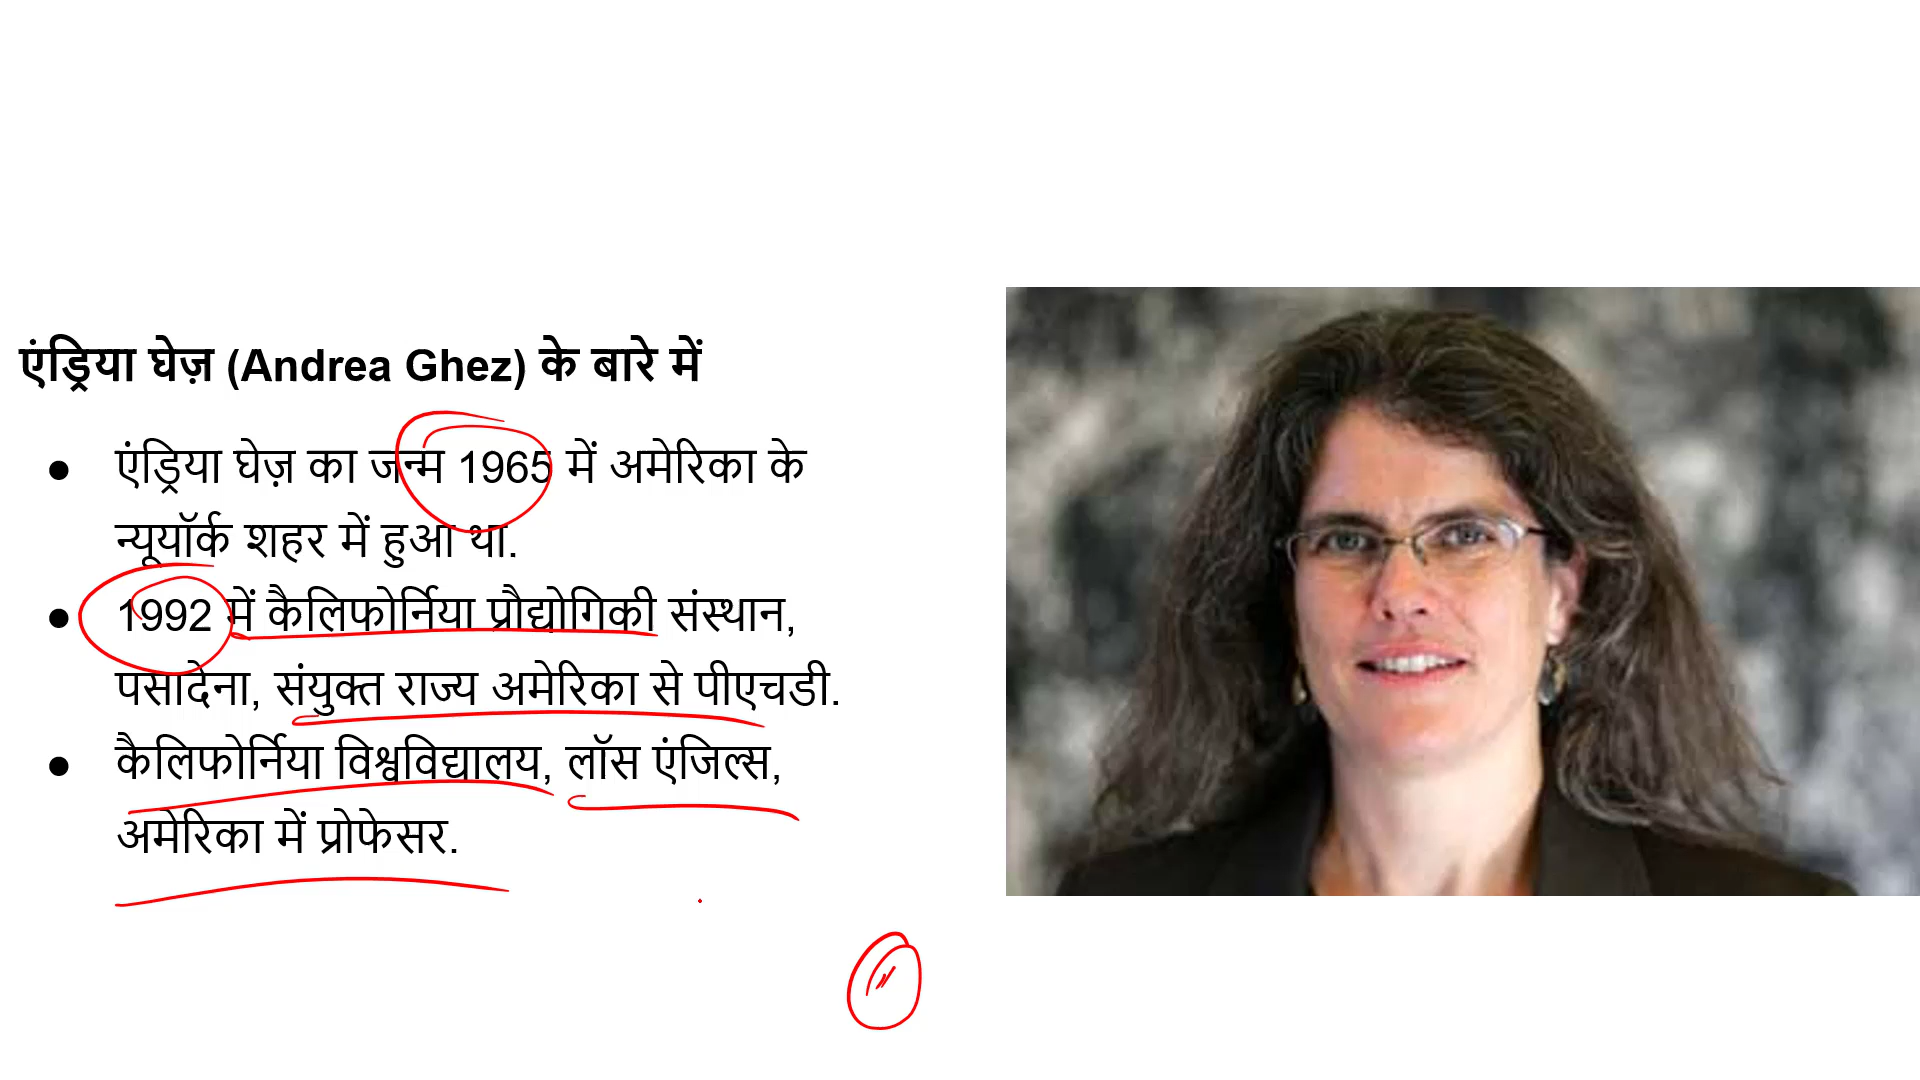 एंड्रिया घेज़ (Andrea Ghez) के बारे में
● एंड्रिया घेज़ का जन्म 1965 में अमेरिका के
न्यूयॉर्क शहर में हुआ था.
● 1992 में कैलिफोर्निया प्रौद्योगिकी संस्थान,
पसादेना, संयुक्त राज्य अमेरिका से पीएचडी.
● कैलिफोर्निया विश्वविद्यालय, लॉस एंजिल्स,
अमेरिका में प्रोफेसर.